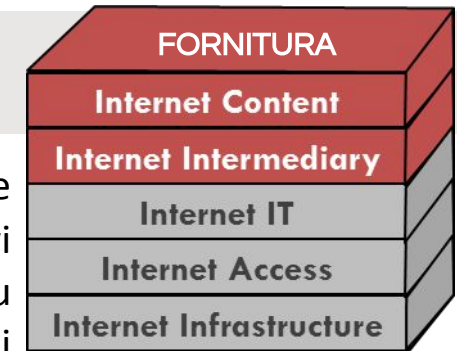 FORNITURA
Internet Content
Internet Intermediary
e
Internet IT
i
Internet Access
u
Internet Infrastructure
i